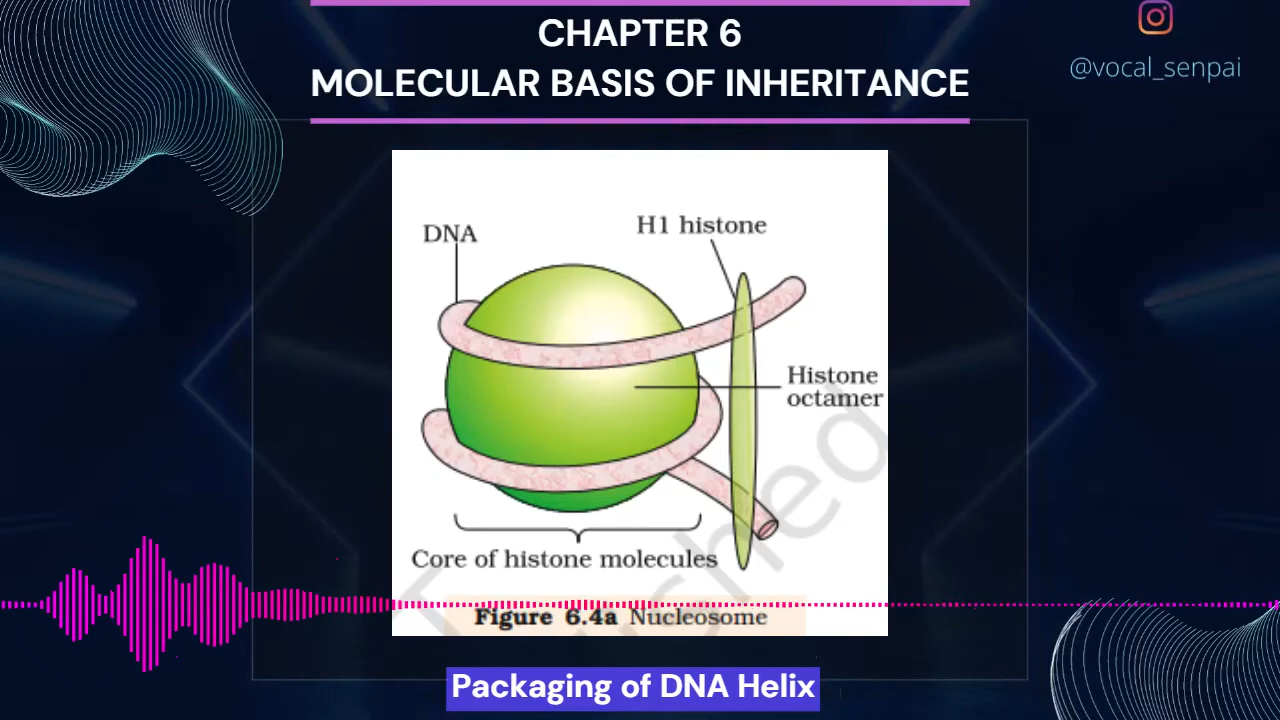 CHAPTER 6
MOLECULAR BASIS OF INHERITANCE
@vocal_senpai
DNA
H1 histone
Histone
octamer
Core of histone molecules
Figure 6.4a Nucleosome
Packaging of DNA Helix